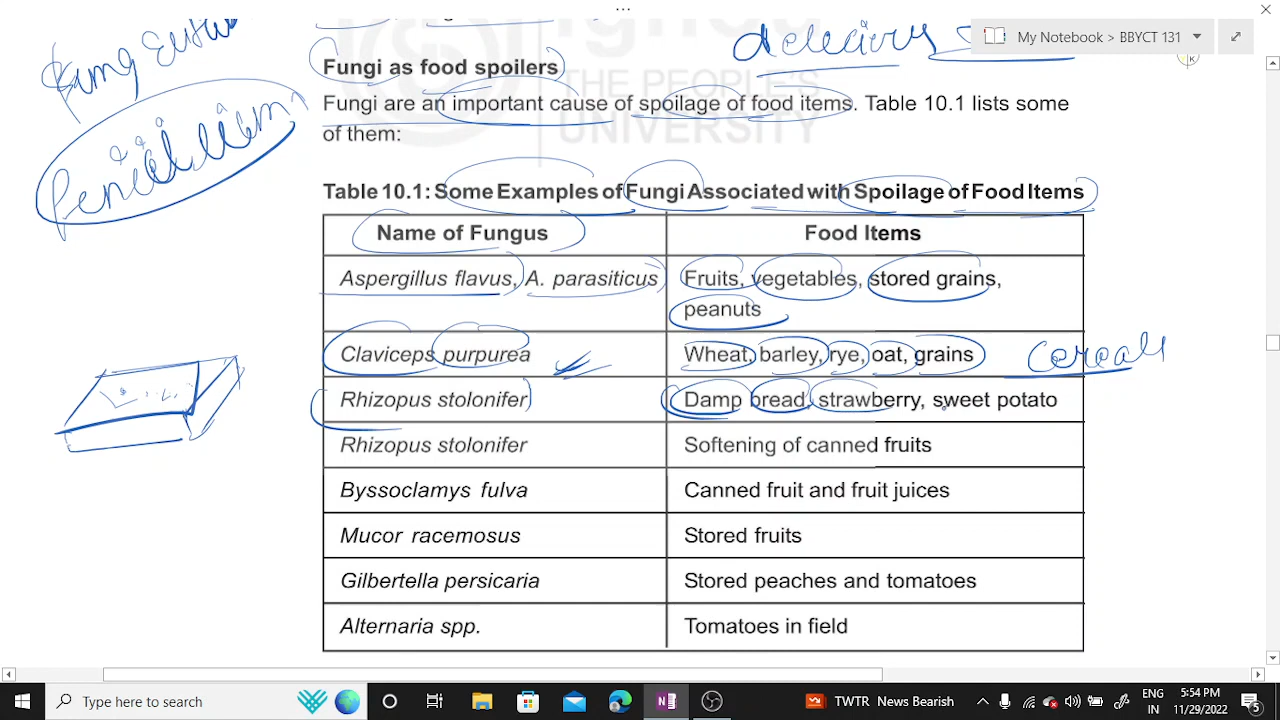 delicious
My Notebook > BBYCT 131
Fungi as food spoilers
THE PEOPLE'S
UNIVERSITY
Fungi are an important cause of spoilage of food items. Table 10.1 lists some
of them:
Penicillium
Table 10.1: Some Examples of Fungi Associated with Spoilage of Food Items
Name of Fungus Food Items
Aspergillus flavus, A. parasiticus Fruits, vegetables, stored grains,
peanuts
Claviceps purpurea Wheat, barley, rye, oat, grains cereals
Rhizopus stolonifer Damp bread, strawberry, sweet potato
Rhizopus stolonifer Softening of canned fruits
Byssoclamys fulva Canned fruit and fruit juices
Mucor racemosus Stored fruits
Gilbertella persicaria Stored peaches and tomatoes
Alternaria spp. Tomatoes in field
Type here to search
TWTR News Bearish
ENG
IN
5:54 PM
11/29/2022
5